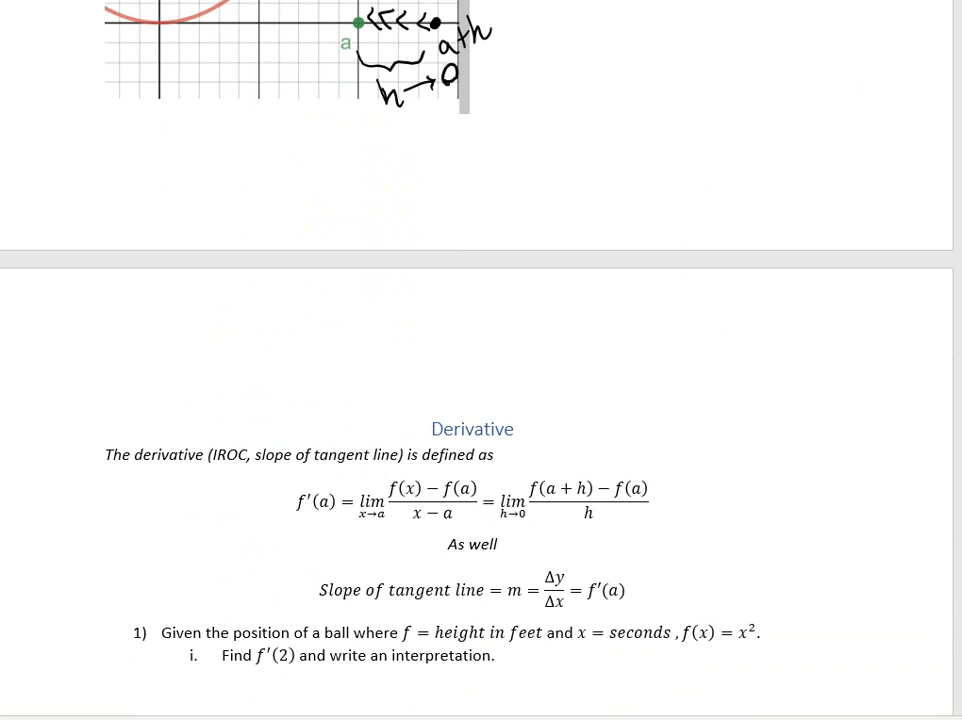 a
a+h
h→0
Derivative
The derivative (IROC, slope of tangent line) is defined as
f'(a) = lim x→a (f(x) − f(a))/(x − a) = lim h→0 (f(a + h) − f(a))/h
As well
Slope of tangent line = m = Δy/Δx = f'(a)
1) Given the position of a ball where f = height in feet and x = seconds , f(x) = x².
i. Find f'(2) and write an interpretation.